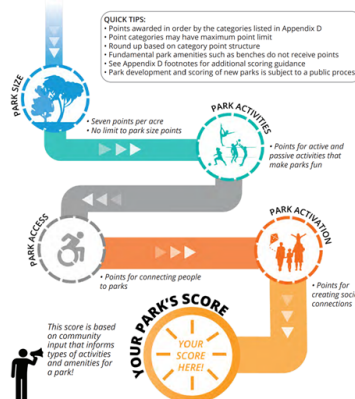 QUICK TIPS:
• Points awarded in order by the categories listed in Appendix D
• Point categories may have maximum point limit
• Round up based on category point structure
• Fundamental park amenities such as benches do not receive points
• See Appendix D footnotes for additional scoring guidance
• Park development and scoring of new parks is subject to a public proces
PARK SIZE
• Seven points per acre
• No limit to park size points
PARK ACTIVITIES
• Points for active and
passive activities that
make parks fun
PARK ACCESS
• Points for connecting people
to parks
PARK ACTIVATION
• Points for
creating soci
connections
This score is based
on community
input that informs
types of activities
and amenities for
a park!
YOUR PARK'S SCORE
YOUR
SCORE
HERE!